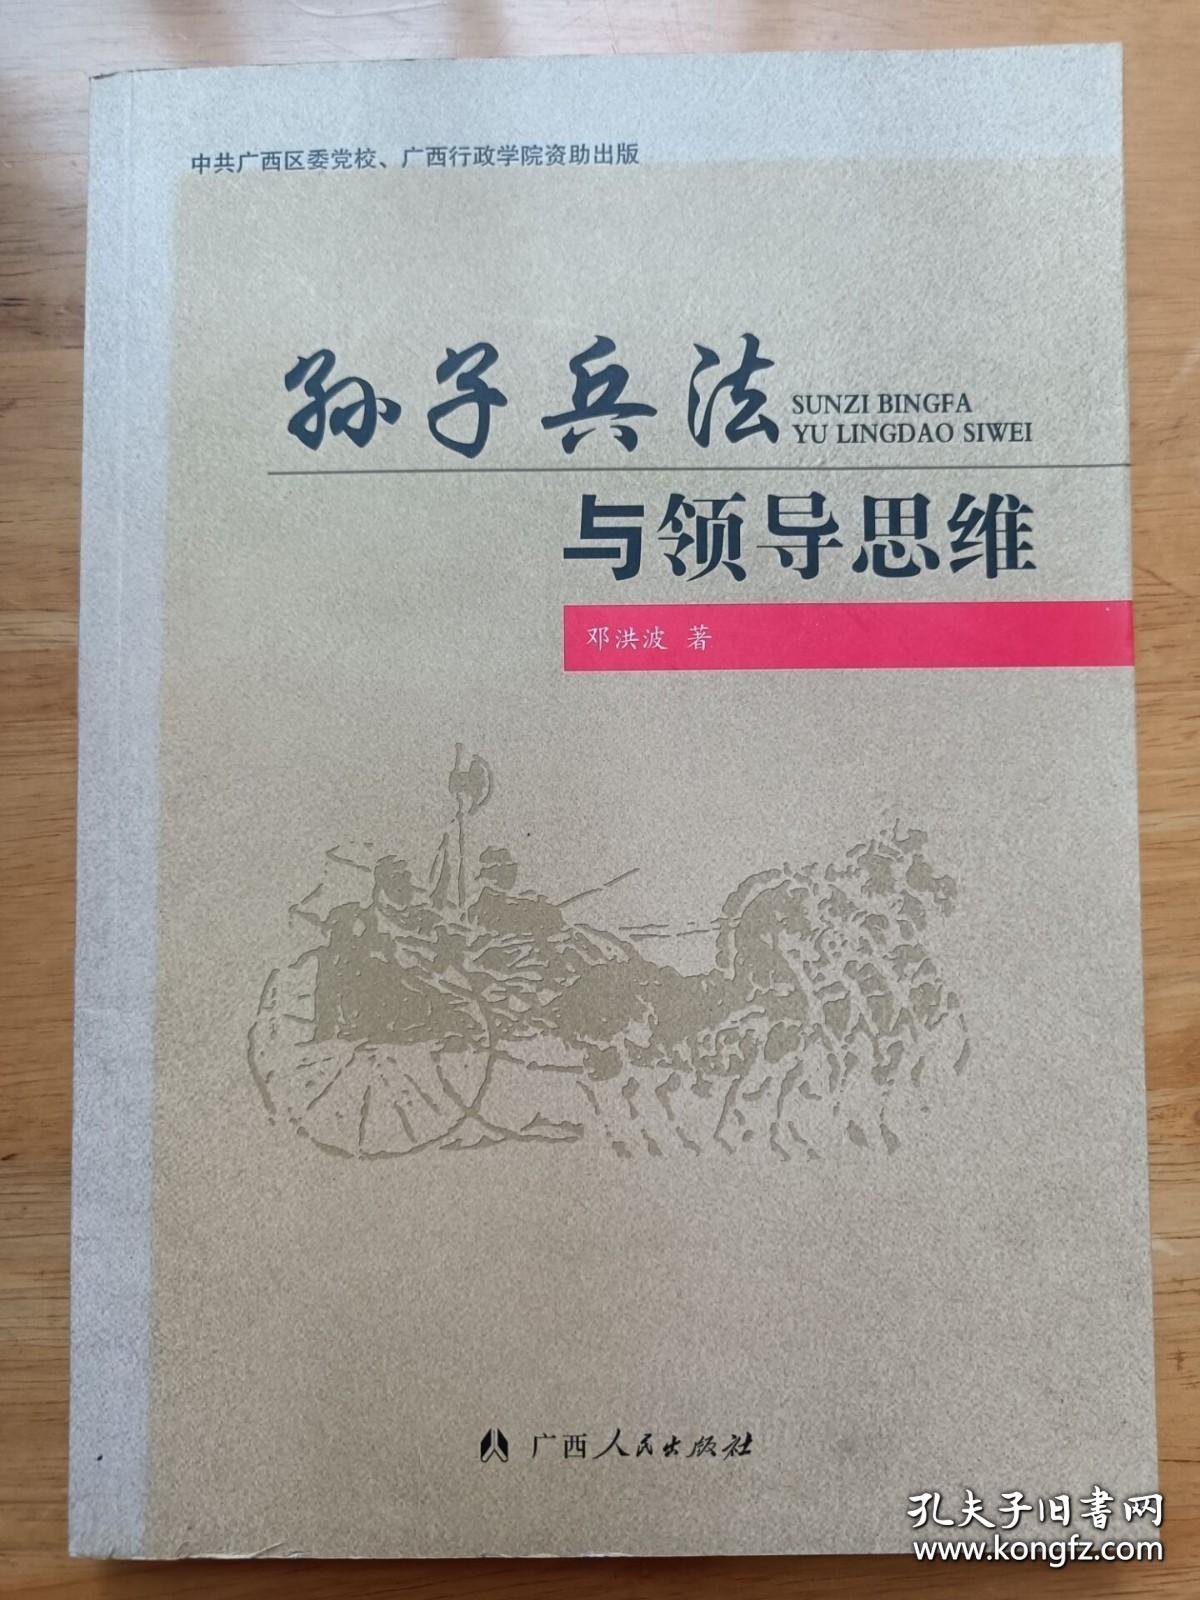 中共广西区委党校、广西行政学院资助出版
孙子兵法
SUNZI BINGFA
YU LINGDAO SIWEI
与领导思维
邓洪波 著
广西人民出版社
孔夫子旧书网
www.kongfz.com